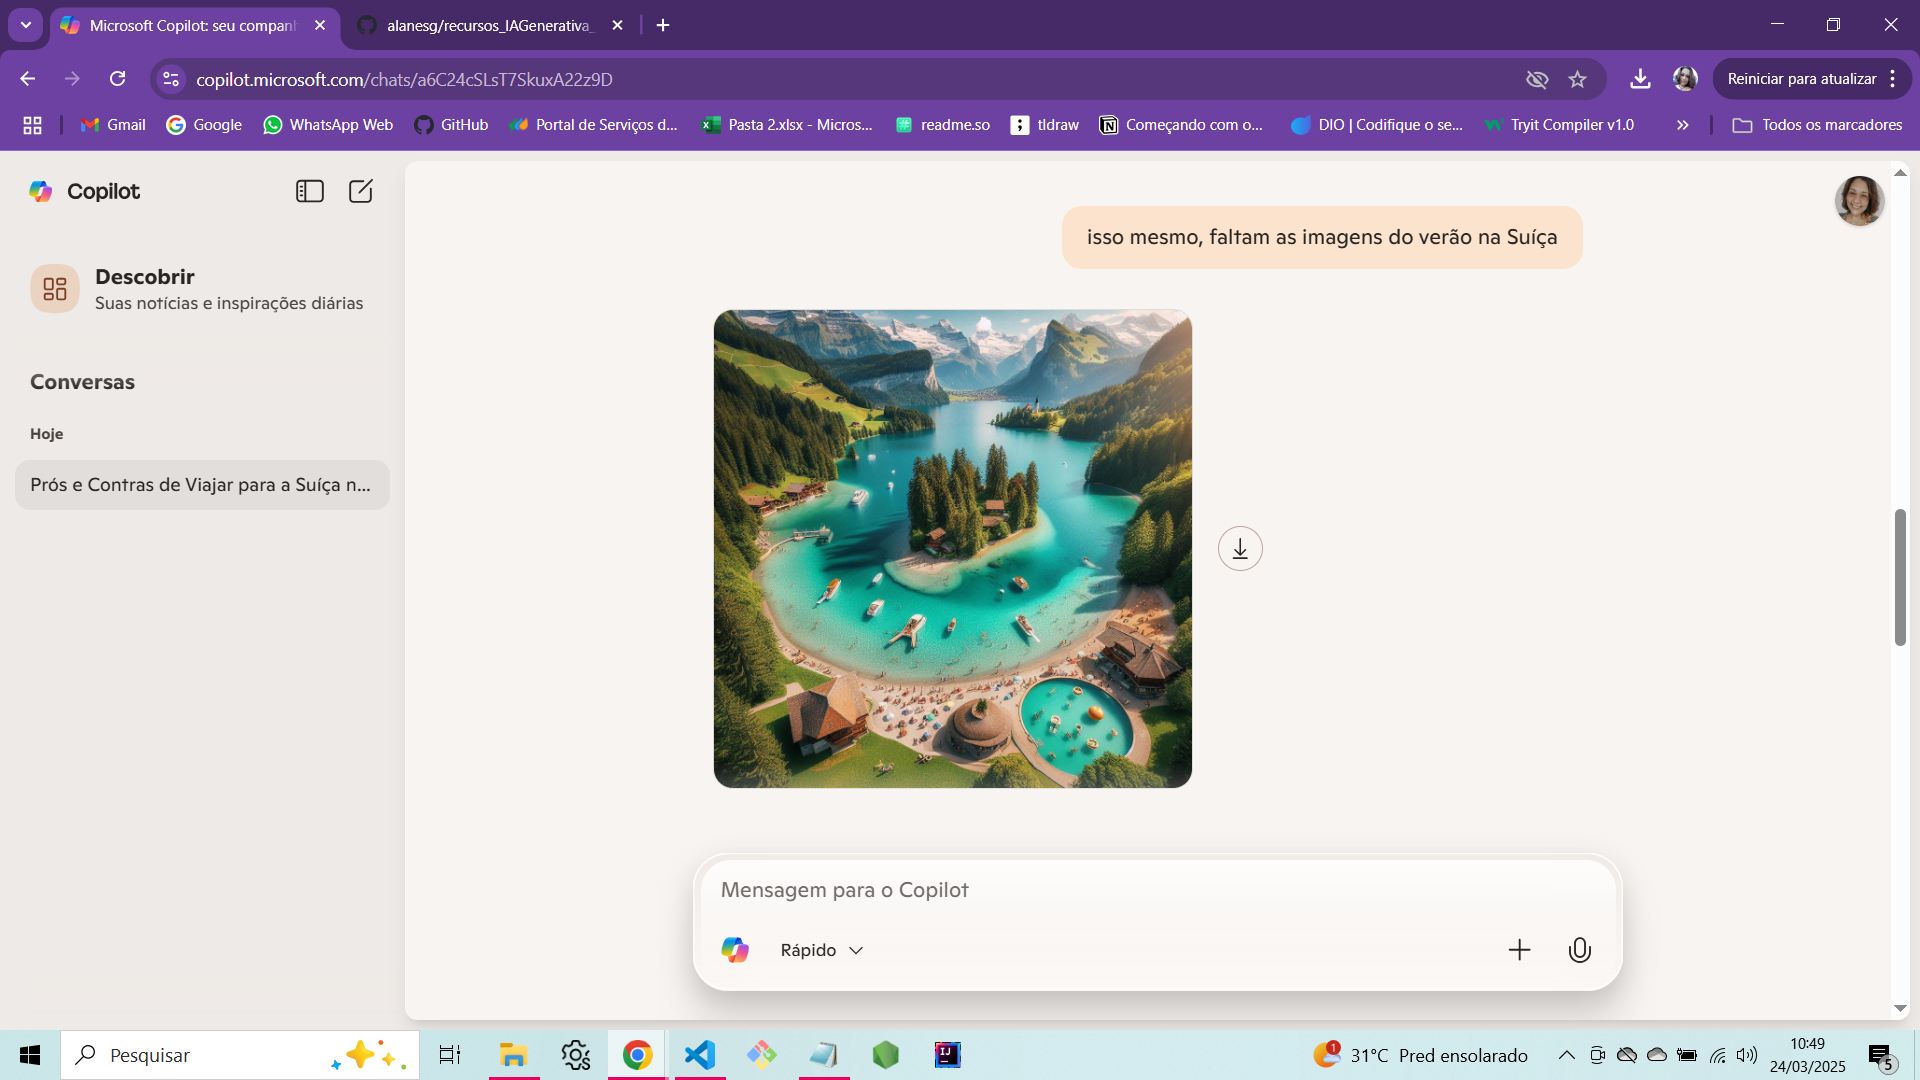 Microsoft Copilot: seu companh
alanesg/recursos_IAGenerativa_
copilot.microsoft.com/chats/a6C24cSLsT7SkuxA22z9D
Reiniciar para atualizar
Gmail
Google
WhatsApp Web
GitHub
Portal de Serviços d...
Pasta 2.xlsx - Micros...
readme.so
tldraw
Começando com o...
DIO | Codifique o se...
Tryit Compiler v1.0
Todos os marcadores
Copilot
Descobrir
Suas notícias e inspirações diárias
Conversas
Hoje
Prós e Contras de Viajar para a Suíça n...
isso mesmo, faltam as imagens do verão na Suíça
Mensagem para o Copilot
Rápido
Pesquisar
IJ
1
31°C Pred ensolarado
10:49
24/03/2025
5